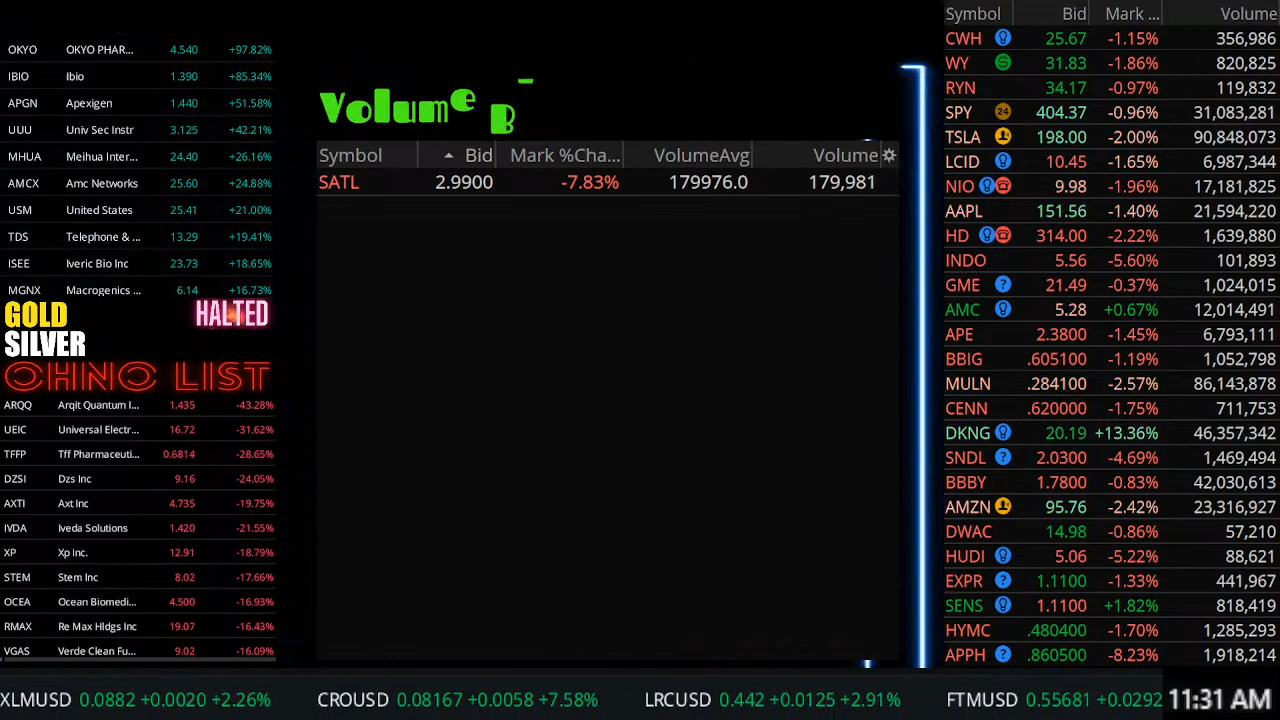 OKYO OKYO PHAR... 4.540 +97.82%
IBIO Ibio 1.390 +85.34%
APGN Apexigen 1.440 +51.58%
UUU Univ Sec Instr 3.125 +42.21%
MHUA Meihua Inter... 24.40 +26.16%
AMCX Amc Networks 25.60 +24.88%
USM United States 25.41 +21.00%
TDS Telephone & ... 13.29 +19.41%
ISEE Iveric Bio Inc 23.73 +18.65%
MGNX Macrogenics ... 6.14 +16.73%
GOLD HALTED
SILVER
OHNO LIST
ARQQ Arqit Quantum I... 1.435 -43.28%
UEIC Universal Electr... 16.72 -31.62%
TFFP Tff Pharmaceuti... 0.6814 -28.65%
DZSI Dzs Inc 9.16 -24.05%
AXTI Axt Inc 4.735 -19.75%
IVDA Iveda Solutions 1.420 -21.55%
XP Xp Inc. 12.91 -18.79%
STEM Stem Inc 8.02 -17.66%
OCEA Ocean Biomedi... 4.500 -16.93%
RMAX Re Max Hldgs Inc 19.07 -16.43%
VGAS Verde Clean Fu... 9.02 -16.09%
Volume B
Symbol Bid Mark %Cha... VolumeAvg Volume
SATL 2.9900 -7.83% 179976.0 179,981
Symbol Bid Mark ... Volume
CWH 25.67 -1.15% 356,986
WY 31.83 -1.86% 820,825
RYN 34.17 -0.97% 119,832
SPY 24 404.37 -0.96% 31,083,281
TSLA 198.00 -2.00% 90,848,073
LCID 10.45 -1.65% 6,987,344
NIO 9.98 -1.96% 17,181,825
AAPL 151.56 -1.40% 21,594,220
HD 314.00 -2.22% 1,639,880
INDO 5.56 -5.60% 101,893
GME ? 21.49 -0.37% 1,024,015
AMC 5.28 +0.67% 12,014,491
APE 2.3800 -1.45% 6,793,111
BBIG .605100 -1.19% 1,052,798
MULN .284100 -2.57% 86,143,878
CENN .620000 -1.75% 711,753
DKNG 20.19 +13.36% 46,357,342
SNDL ? 2.0300 -4.69% 1,469,494
BBBY 1.7800 -0.83% 42,030,613
AMZN 95.76 -2.42% 23,316,927
DWAC 14.98 -0.86% 57,210
HUDI 5.06 -5.22% 88,621
EXPR ? 1.1100 -1.33% 441,967
SENS 1.1100 +1.82% 818,419
HYMC .480400 -1.70% 1,285,293
APPH ? .860500 -8.23% 1,918,214
XLMUSD 0.0882 +0.0020 +2.26% CROUSD 0.08167 +0.0058 +7.58% LRCUSD 0.442 +0.0125 +2.91% FTMUSD 0.55681 +0.0292 11:31 AM